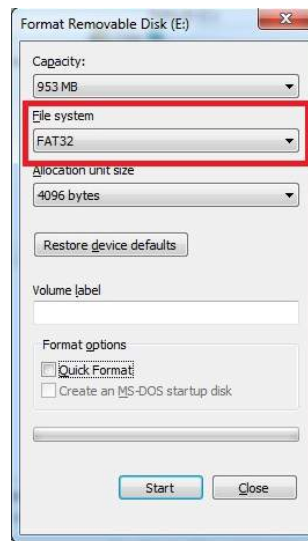 Format Removable Disk (E:)
Capacity:
953 MB
File system
FAT32
Allocation unit size
4096 bytes
Restore device defaults
Volume label
Format options
Quick Format
Create an MS-DOS startup disk
Start
Close